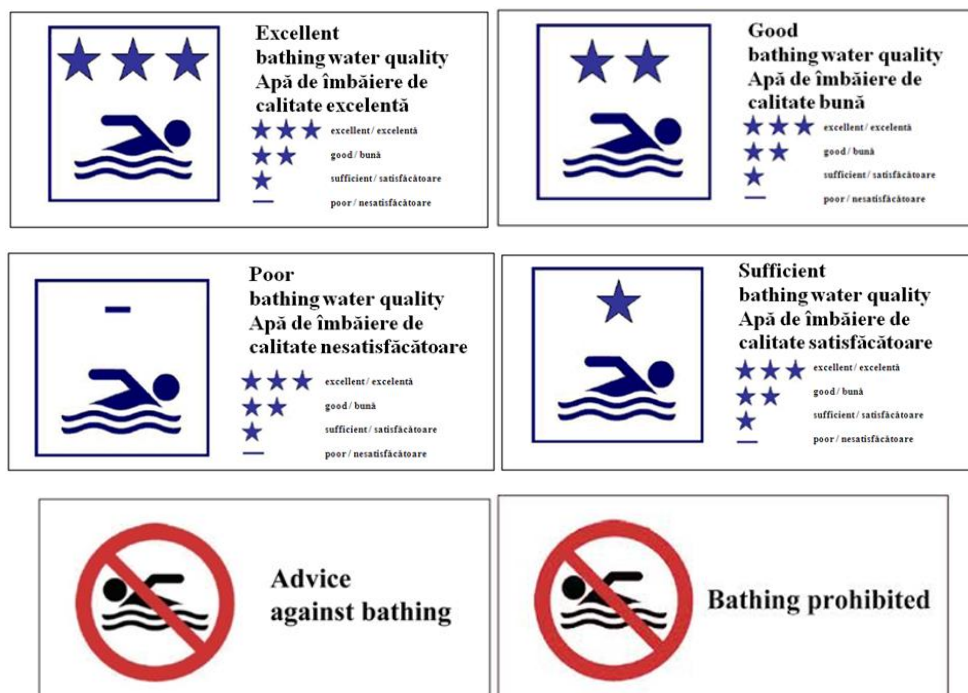 Excellent
bathing water quality
Apă de îmbăiere de
calitate excelentă
excellent / excelentă
good / bună
sufficient / satisfăcătoare
poor / nesatisfăcătoare
Good
bathing water quality
Apă de îmbăiere de
calitate bună
excellent / excelentă
good / bună
sufficient / satisfăcătoare
poor / nesatisfăcătoare
Poor
bathing water quality
Apă de îmbăiere de
calitate nesatisfăcătoare
excellent / excelentă
good / bună
sufficient / satisfăcătoare
poor / nesatisfăcătoare
Sufficient
bathing water quality
Apă de îmbăiere de
calitate satisfăcătoare
excellent / excelentă
good / bună
sufficient / satisfăcătoare
poor / nesatisfăcătoare
Advice
against bathing
Bathing prohibited